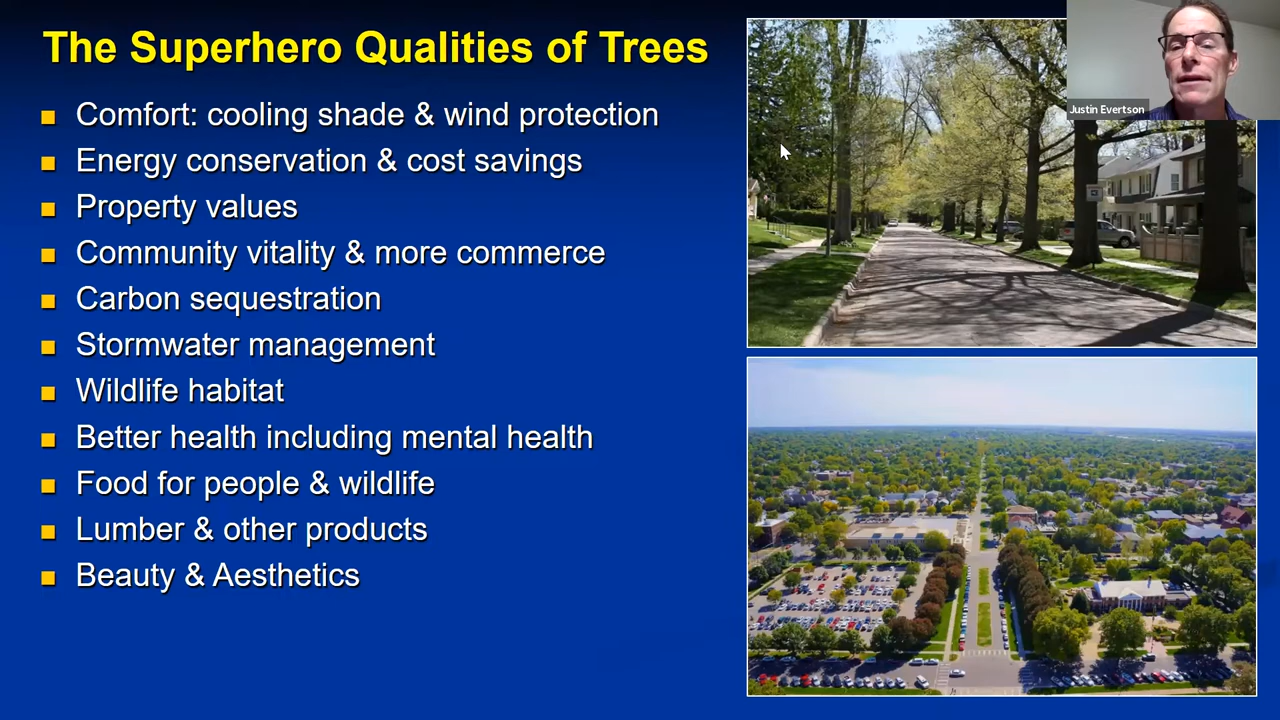 The Superhero Qualities of Trees
Comfort: cooling shade & wind protection
Energy conservation & cost savings
Property values
Community vitality & more commerce
Carbon sequestration
Stormwater management
Wildlife habitat
Better health including mental health
Food for people & wildlife
Lumber & other products
Beauty & Aesthetics
Justin Evertson